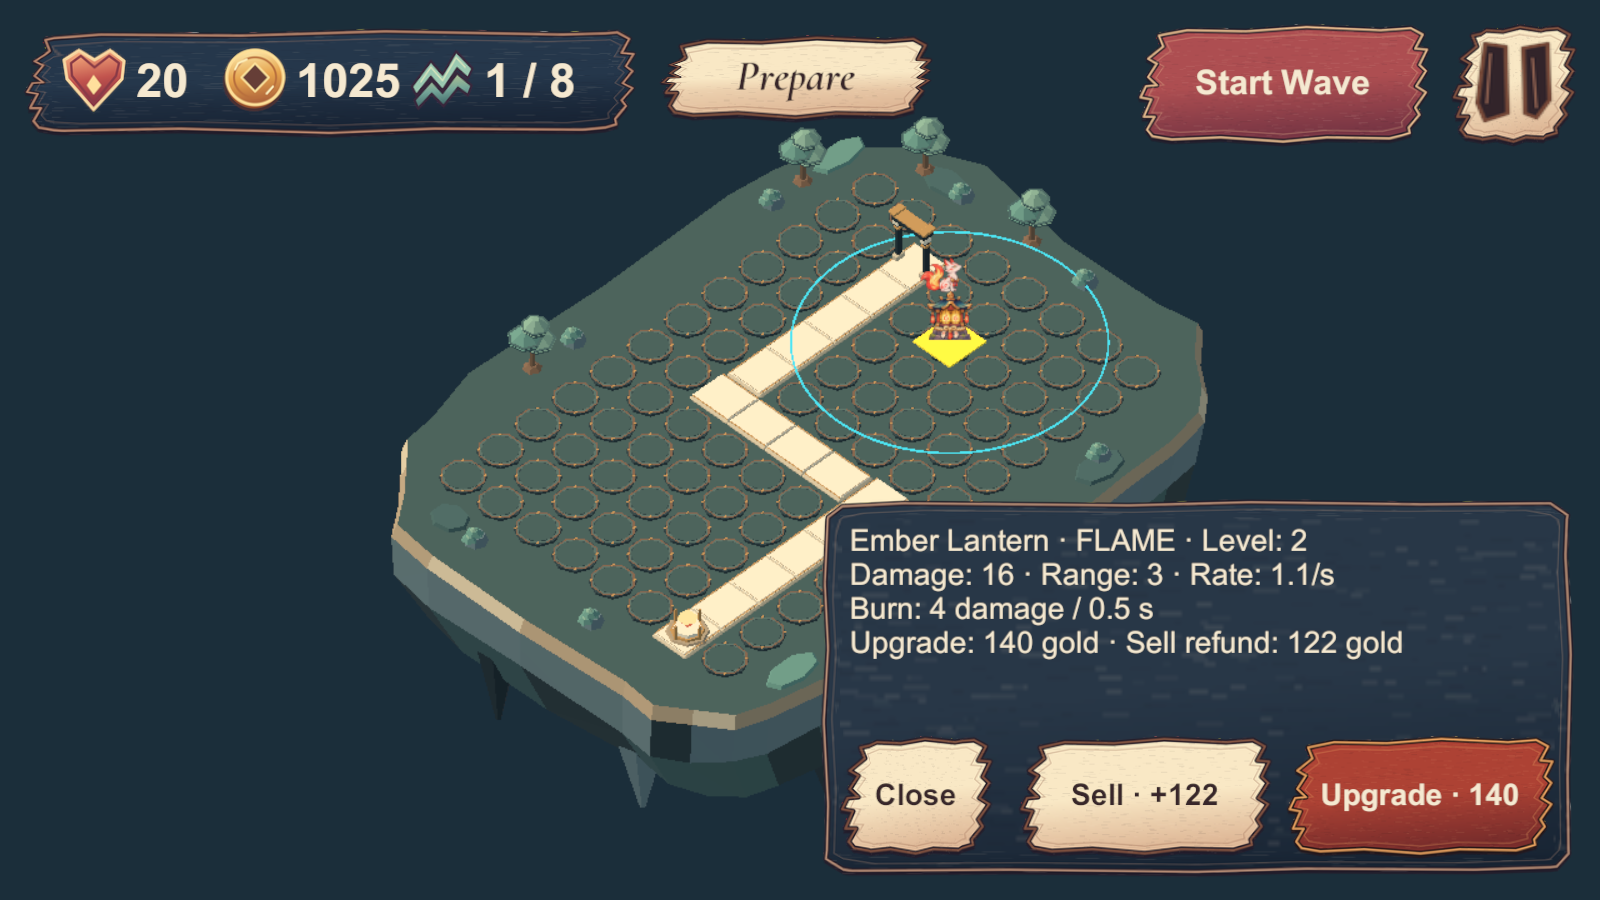 20 1025 1 / 8
Prepare
Start Wave
Ember Lantern · FLAME · Level: 2
Damage: 16 · Range: 3 · Rate: 1.1/s
Burn: 4 damage / 0.5 s
Upgrade: 140 gold · Sell refund: 122 gold
Close
Sell · +122
Upgrade · 140